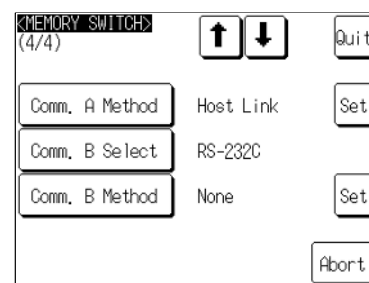 <MEMORY SWITCH>
(4/4)
Quit
Comm. A Method Host Link Set
Comm. B Select RS-232C
Comm. B Method None Set
Abort